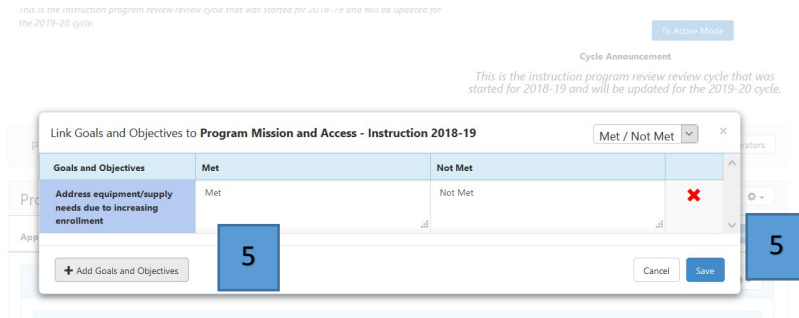 This is the instruction program review review cycle that was started for 2018-19 and will be updated for
the 2019-20 cycle.
To Active Mode
Cycle Announcement
This is the instruction program review review cycle that was
started for 2018-19 and will be updated for the 2019-20 cycle.
Link Goals and Objectives to Program Mission and Access - Instruction 2018-19
Met / Not Met
×
Goals and Objectives
Met
Not Met
Address equipment/supply
needs due to increasing
enrollment
Met
Not Met
5
5
+ Add Goals and Objectives
Cancel
Save